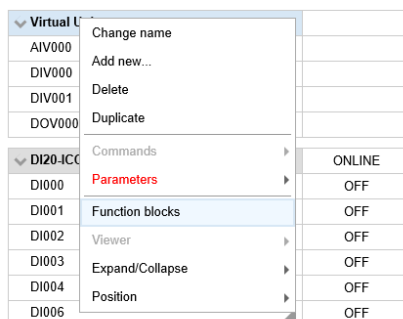 Virtual U
AIV000
DIV000
DIV001
DOV000
Change name
Add new...
Delete
Duplicate
Commands
Parameters
Function blocks
Viewer
Expand/Collapse
Position
DI20-IC ONLINE
DI000 OFF
DI001 OFF
DI002 OFF
DI003 OFF
DI004 OFF
DI006 OFF